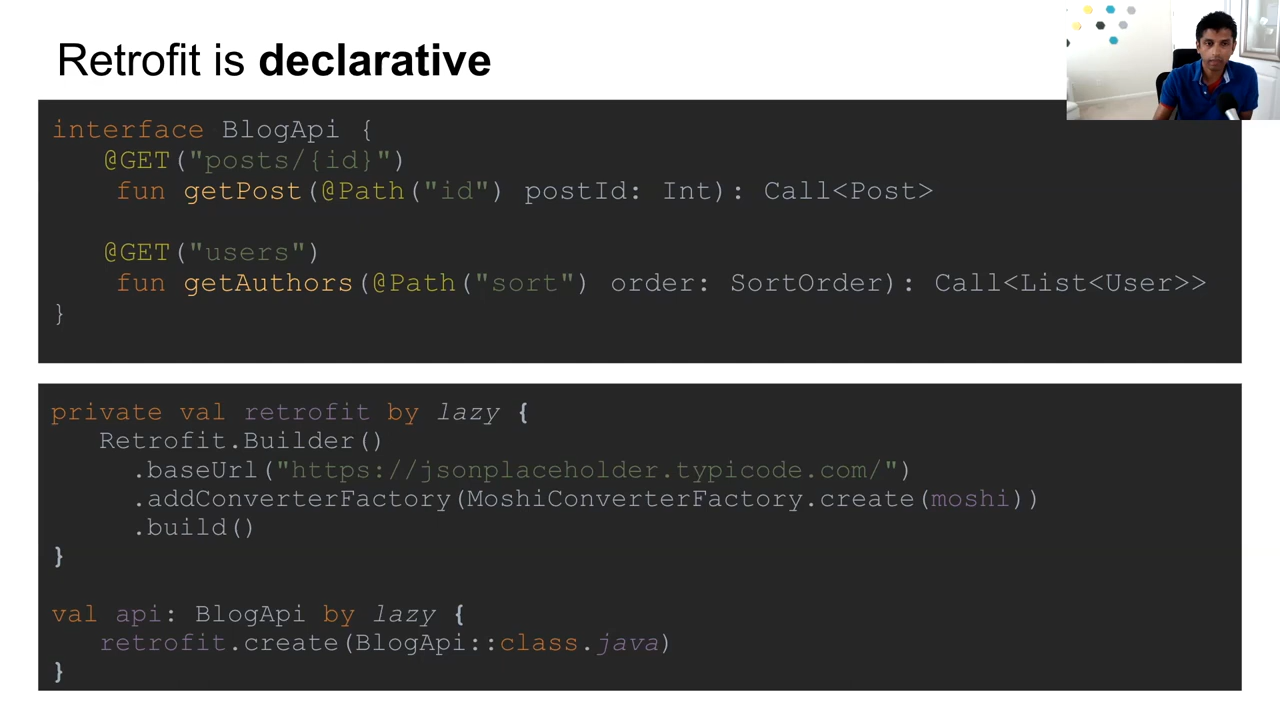 Retrofit is declarative
interface BlogApi {
@GET("posts/{id}")
fun getPost(@Path("id") postId: Int): Call<Post>
@GET("users")
fun getAuthors(@Path("sort") order: SortOrder): Call<List<User>>
}
private val retrofit by lazy {
Retrofit.Builder()
.baseUrl("https://jsonplaceholder.typicode.com/")
.addConverterFactory(MoshiConverterFactory.create(moshi))
.build()
}
val api: BlogApi by lazy {
retrofit.create(BlogApi::class.java)
}